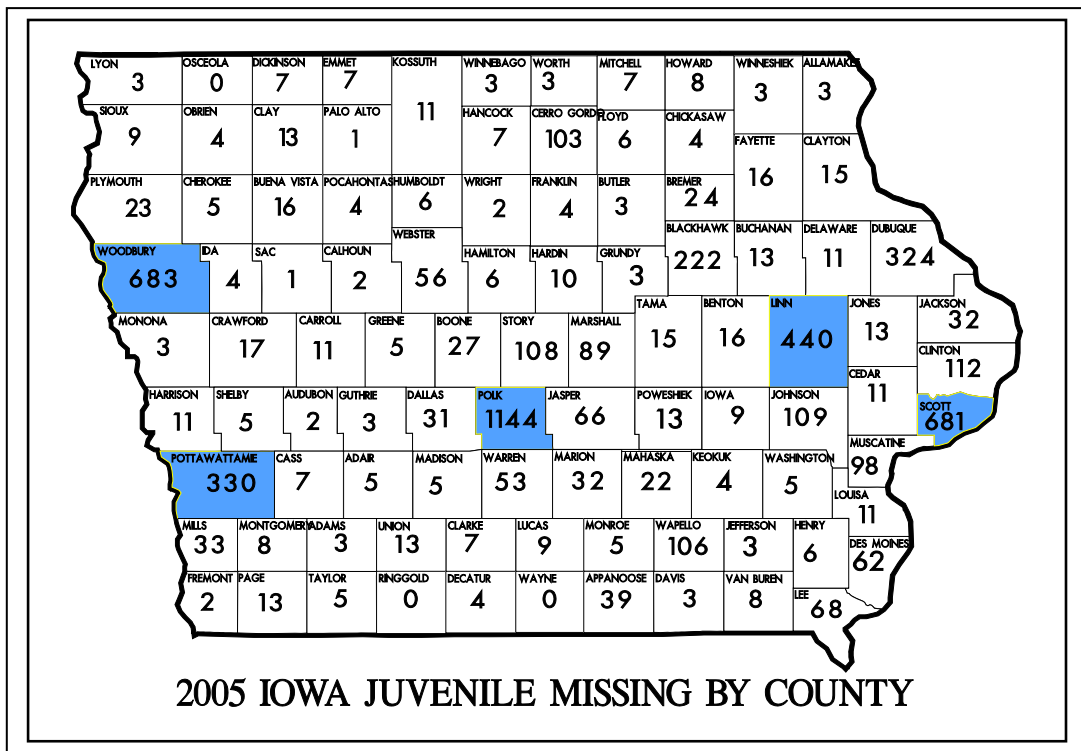 LYON OSCEOLA DICKINSON EMMET KOSSUTH WINNEBAGO WORTH MITCHELL HOWARD WINNESHIEK ALLAMAKEE
3 0 7 7 11 3 3 7 8 3 3
SIOUX OBRIEN CLAY PALO ALTO HANCOCK CERRO GORDO FLOYD CHICKASAW
9 4 13 1 7 103 6 4
FAYETTE CLAYTON
16 15
PLYMOUTH CHEROKEE BUENA VISTA POCAHONTAS HUMBOLDT WRIGHT FRANKLIN BUTLER BREMER
23 5 16 4 6 2 4 3 24
WOODBURY IDA SAC CALHOUN WEBSTER HAMILTON HARDIN GRUNDY BLACKHAWK BUCHANAN DELAWARE DUBUQUE
683 4 1 2 56 6 10 3 222 13 11 324
TAMA BENTON LINN JONES JACKSON
15 16 440 13 32
MONONA CRAWFORD CARROLL GREENE BOONE STORY MARSHALL
3 17 11 5 27 108 89
CLINTON
112
CEDAR
11
HARRISON SHELBY AUDUBON GUTHRIE DALLAS POLK JASPER POWESHIEK IOWA JOHNSON SCOTT
11 5 2 3 31 1144 66 13 9 109 681
MUSCATINE
98
POTTAWATTAMIE CASS ADAIR MADISON WARREN MARION MAHASKA KEOKUK WASHINGTON
330 7 5 5 53 32 22 4 5
LOUISA
11
MILLS MONTGOMERY ADAMS UNION CLARKE LUCAS MONROE WAPELLO JEFFERSON HENRY DES MOINES
33 8 3 13 7 9 5 106 3 6 62
FREMONT PAGE TAYLOR RINGGOLD DECATUR WAYNE APPANOOSE DAVIS VAN BUREN LEE
2 13 5 0 4 0 39 3 8 68
2005 IOWA JUVENILE MISSING BY COUNTY